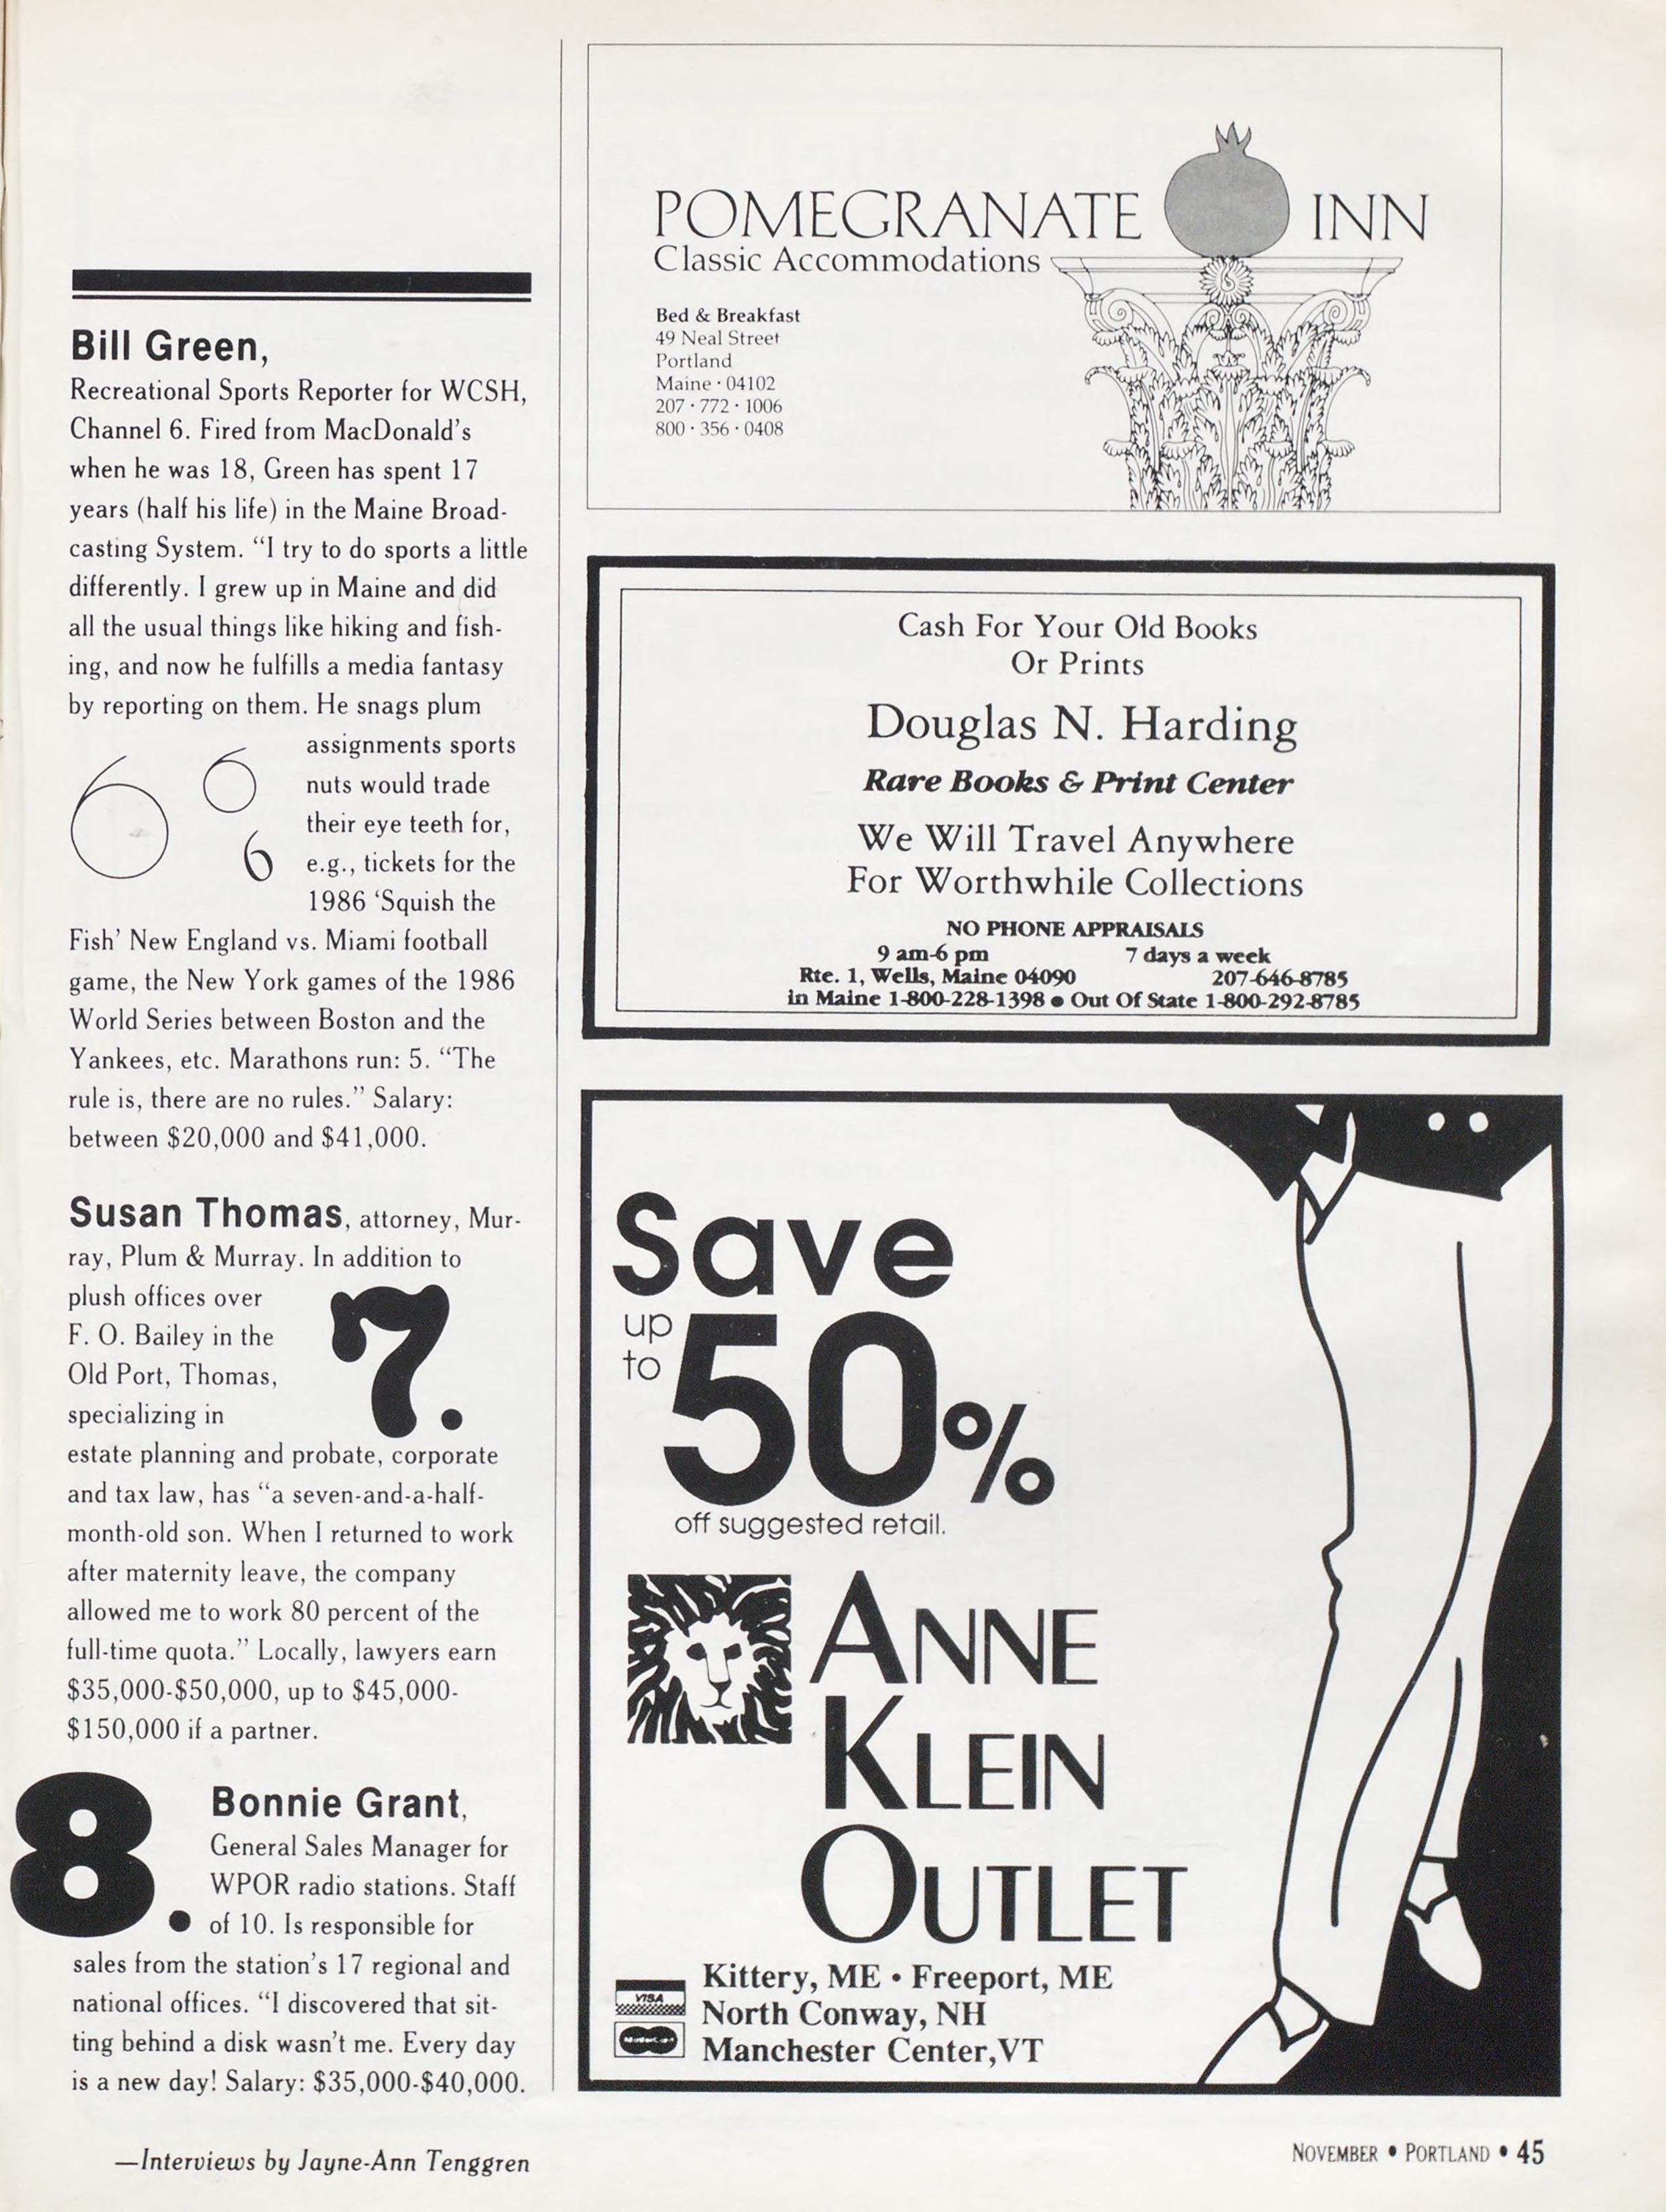 Bill Green,
Recreational Sports Reporter for WCSH,
Channel 6. Fired from MacDonald's
when he was 18, Green has spent 17
years (half his life) in the Maine Broad-
casting System. “I try to do sports a little
differently. I grew up in Maine and did
all the usual things like hiking and fish-
ing, and now he fulfills a media fantasy
by reporting on them. He snags plum
6 6 6
assignments sports
nuts would trade
their eye teeth for,
e.g., tickets for the
1986 ‘Squish the
Fish’ New England vs. Miami football
game, the New York games of the 1986
World Series between Boston and the
Yankees, etc. Marathons run: 5. “The
rule is, there are no rules.” Salary:
between $20,000 and $41,000.
Susan Thomas, attorney, Mur-
ray, Plum & Murray. In addition to
plush offices over
F. O. Bailey in the
Old Port, Thomas,
specializing in
7.
estate planning and probate, corporate
and tax law, has “a seven-and-a-half-
month-old son. When I returned to work
after maternity leave, the company
allowed me to work 80 percent of the
full-time quota.” Locally, lawyers earn
$35,000-$50,000, up to $45,000-
$150,000 if a partner.
8.
Bonnie Grant,
General Sales Manager for
WPOR radio stations. Staff
of 10. Is responsible for
sales from the station's 17 regional and
national offices. “I discovered that sit-
ting behind a disk wasn't me. Every day
is a new day! Salary: $35,000-$40,000.
—Interviews by Jayne-Ann Tenggren
POMEGRANATE INN
Classic Accommodations
Bed & Breakfast
49 Neal Street
Portland
Maine · 04102
207 · 772 · 1006
800 · 356 · 0408
Cash For Your Old Books
Or Prints
Douglas N. Harding
Rare Books & Print Center
We Will Travel Anywhere
For Worthwhile Collections
NO PHONE APPRAISALS
9 am-6 pm 7 days a week
Rte. 1, Wells, Maine 04090 207-646-8785
in Maine 1-800-228-1398 ● Out Of State 1-800-292-8785
Save
up
to
50%
off suggested retail.
ANNE
KLEIN
OUTLET
VISA
MasterCard
Kittery, ME • Freeport, ME
North Conway, NH
Manchester Center,VT
NOVEMBER • PORTLAND • 45